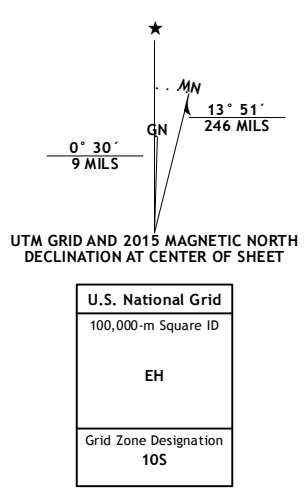 ★
MN
13° 51´
246 MILS
GN
0° 30´
9 MILS
UTM GRID AND 2015 MAGNETIC NORTH
DECLINATION AT CENTER OF SHEET
U.S. National Grid
100,000-m Square ID
EH
Grid Zone Designation
10S